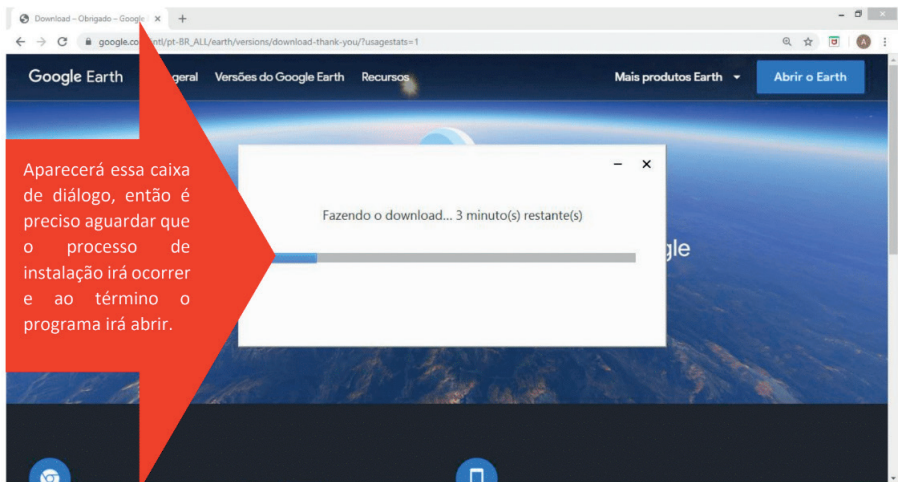 Download – Obrigado – Google
google.co
ntl/pt-BR_ALL/earth/versions/download-thank-you/?usagestats=1
A
Google Earth
geral
Versões do Google Earth
Recursos
Mais produtos Earth
Abrir o Earth
Aparecerá essa caixa
de diálogo, então é
preciso aguardar que
o processo de
instalação irá ocorrer
e ao término o
programa irá abrir.
Fazendo o download... 3 minuto(s) restante(s)
gle